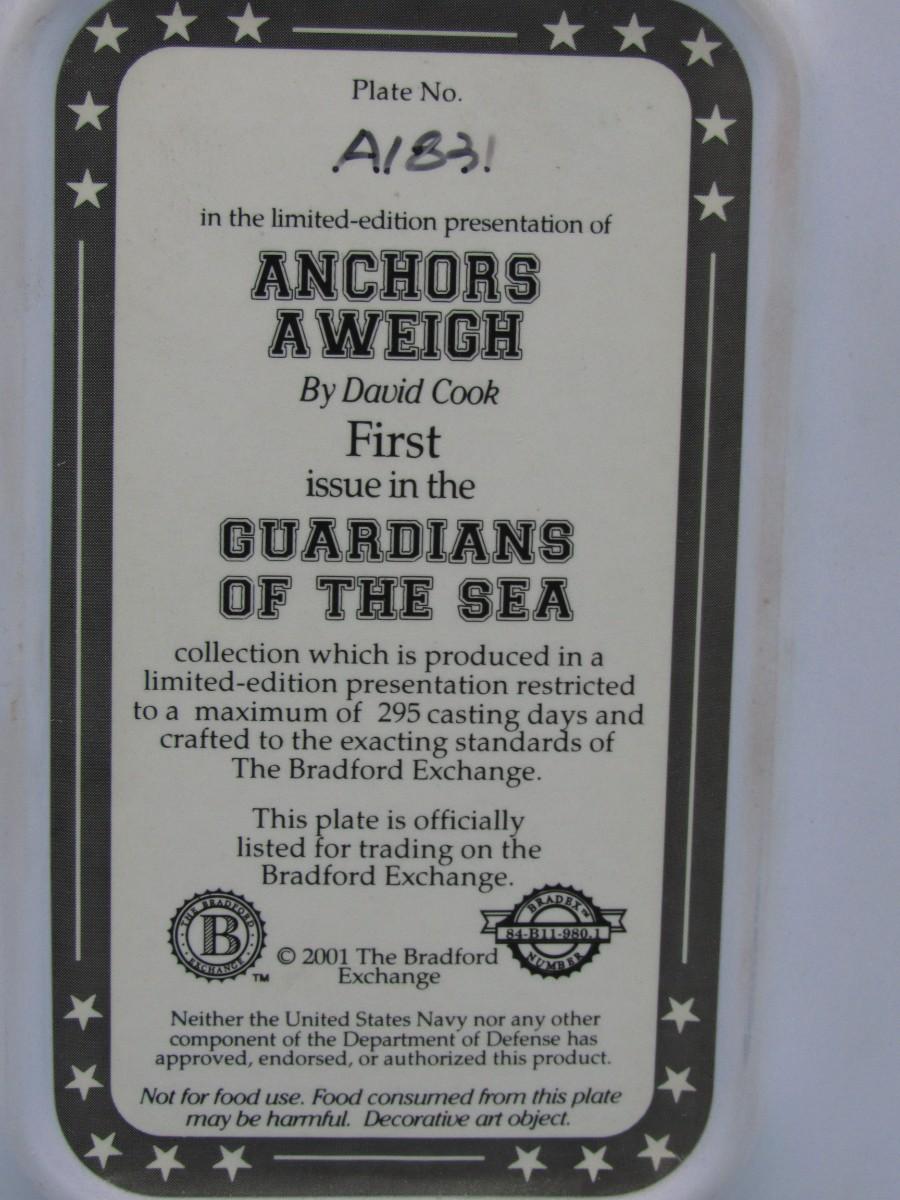 Plate No.
A1831
in the limited-edition presentation of
ANCHORS
AWEIGH
By David Cook
First
issue in the
GUARDIANS
OF THE SEA
collection which is produced in a
limited-edition presentation restricted
to a maximum of 295 casting days and
crafted to the exacting standards of
The Bradford Exchange.
This plate is officially
listed for trading on the
Bradford Exchange.
THE BRADFORD
B
EXCHANGE
TM
© 2001 The Bradford
Exchange
BRADEX™
84-B11-980.1
NUMBER
Neither the United States Navy nor any other
component of the Department of Defense has
approved, endorsed, or authorized this product.
Not for food use. Food consumed from this plate
may be harmful. Decorative art object.